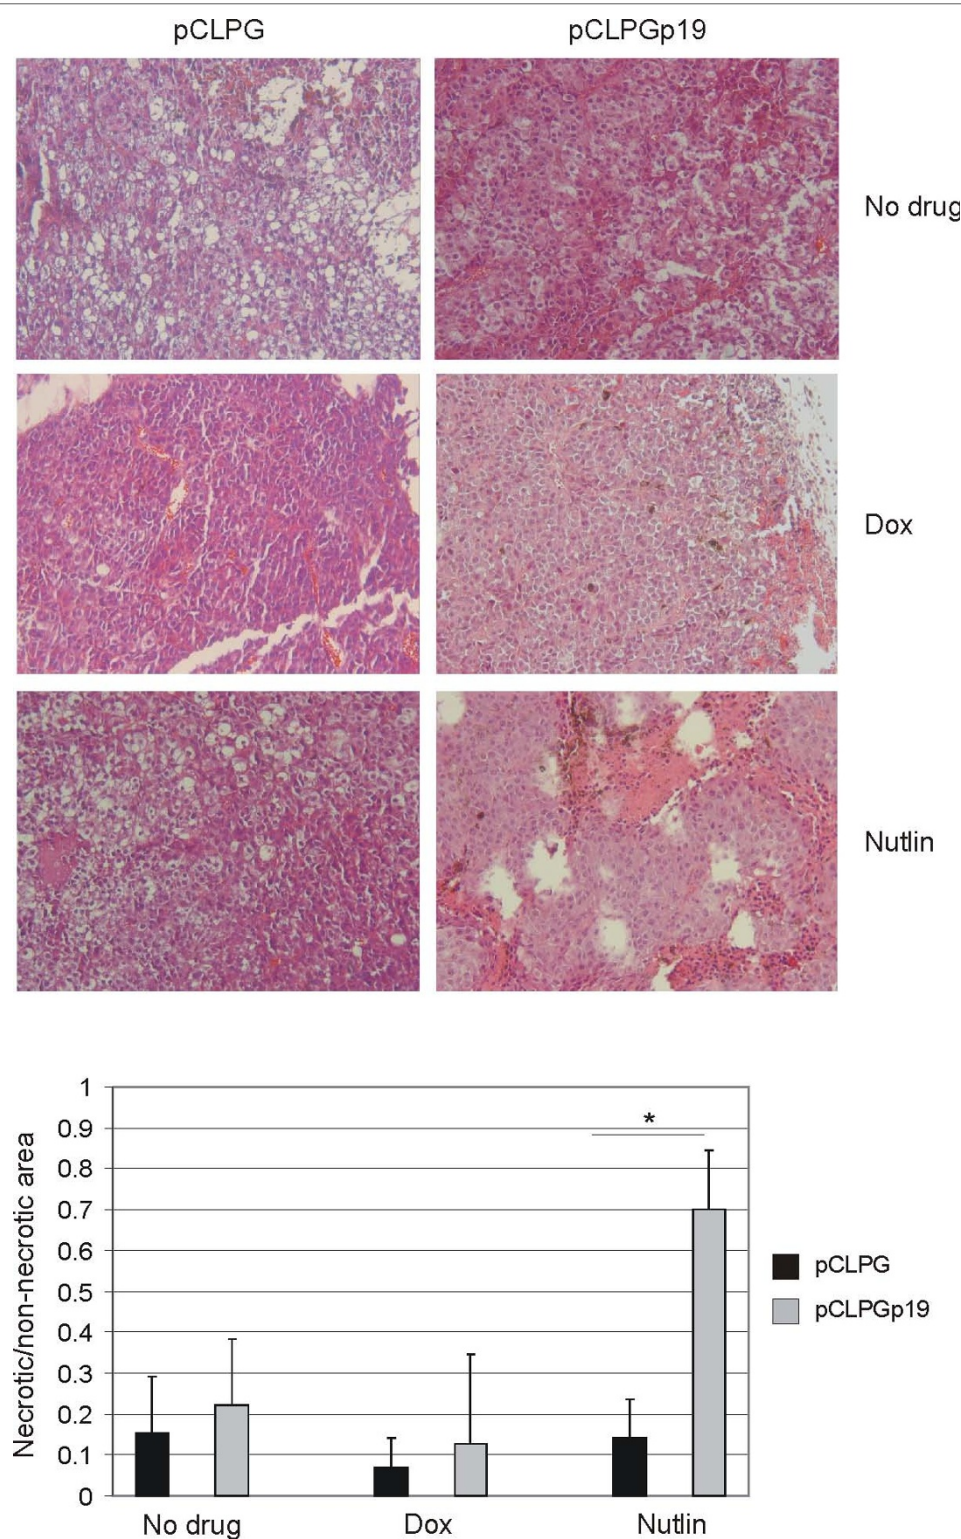 pCLPG pCLPGp19
No drug
Dox
Nutlin
1
0.9
0.8
0.7
0.6
0.5
0.4
0.3
0.2
0.1
0
Necrotic/non-necrotic area
*
pCLPG
pCLPGp19
No drug Dox Nutlin